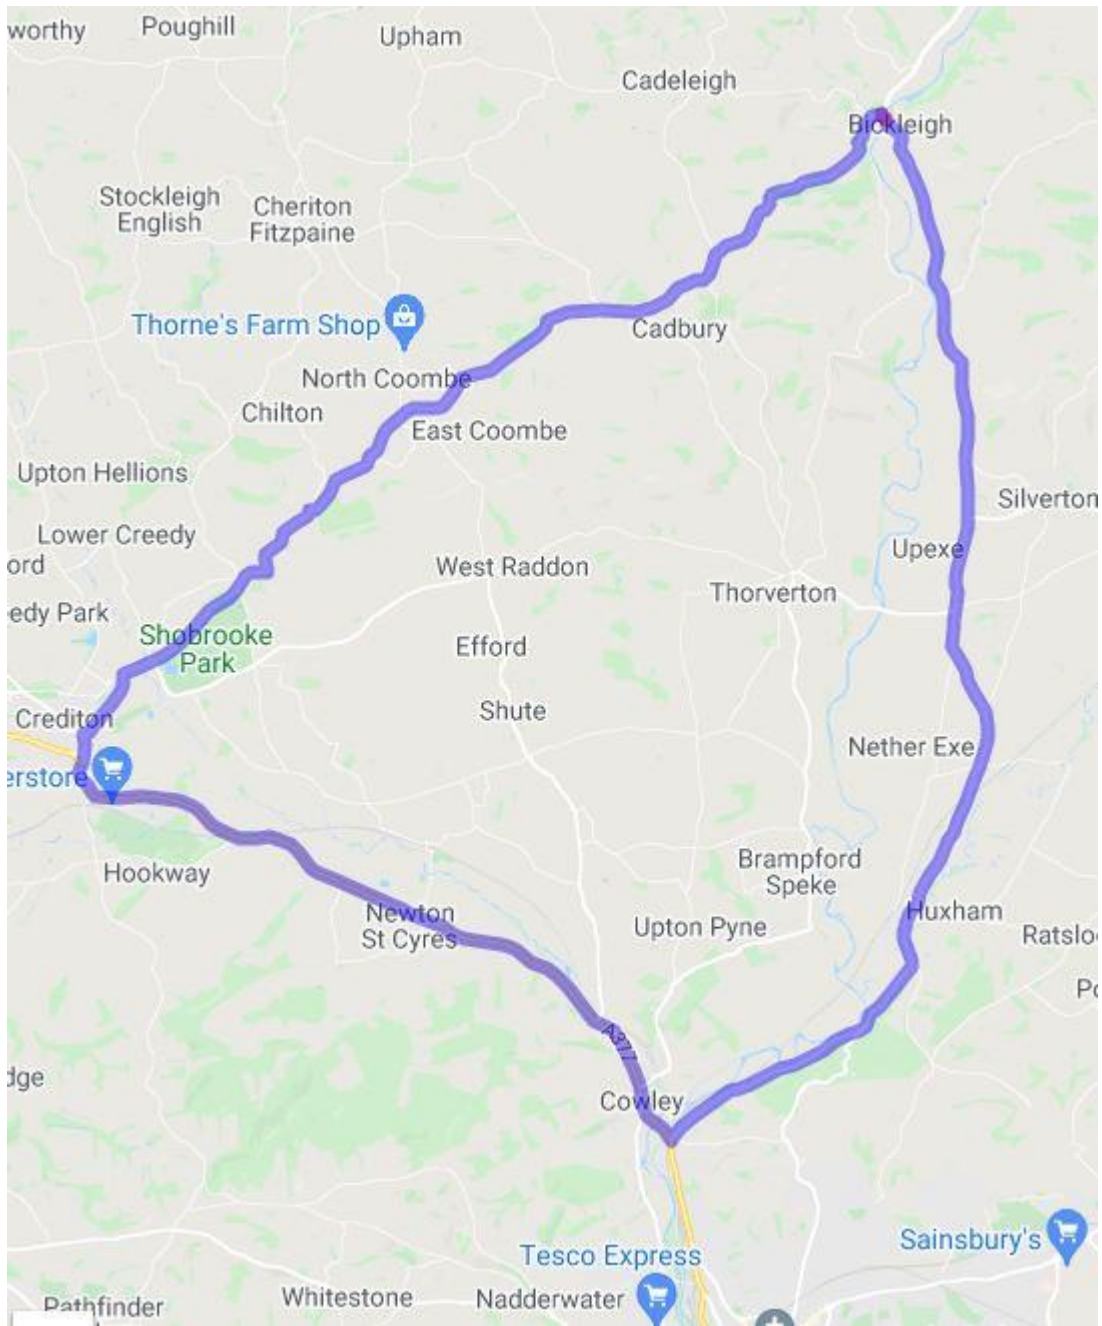 worthy
Poughill
Upham
Cadeleigh
Bickleigh
Stockleigh
English
Cheriton
Fitzpaine
Thorne's Farm Shop
Cadbury
North Coombe
Chilton
East Coombe
Upton Hellions
Silverton
Lower Creedy
Upexe
ord
West Raddon
Thorverton
edy Park
Shobrooke
Park
Efford
Shute
Crediton
Nether Exe
erstore
Hookway
Brampford
Speke
Newton
St Cyres
Huxham
Upton Pyne
Ratslo
Po
A377
dge
Cowley
Sainsbury's
Tesco Express
Whitestone
Nadderwater
Pathfinder